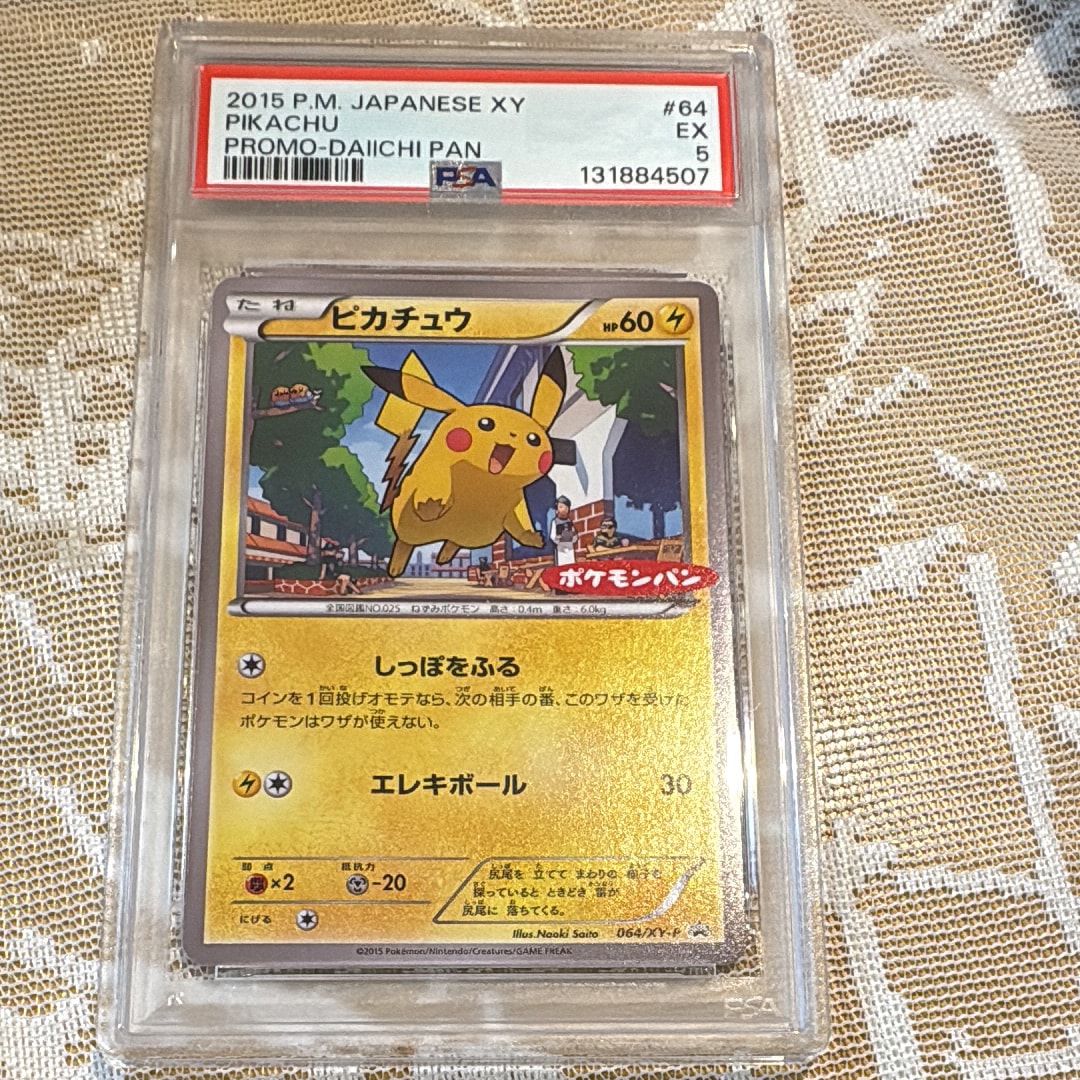 2015 P.M. JAPANESE XY #64
PIKACHU EX
PROMO-DAIICHI PAN 5
PSA 131884507
たね ピカチュウ HP60
ポケモンパン
全国図鑑NO.025 ねずみポケモン 高さ:0.4m 重さ:6.0kg
しっぽをふる
コインを1回投げオモテなら、次の相手の番、このワザを受けた
ポケモンはワザが使えない。
エレキボール 30
弱点 抵抗力
×2 -20
にげる
尻尾を 立てて まわりの 様子を
探っていると ときどき 雷が
尻尾に 落ちてくる。
Illus. Naoki Saito 064/XY-P
©2015 Pokémon/Nintendo/Creatures/GAME FREAK
PSA